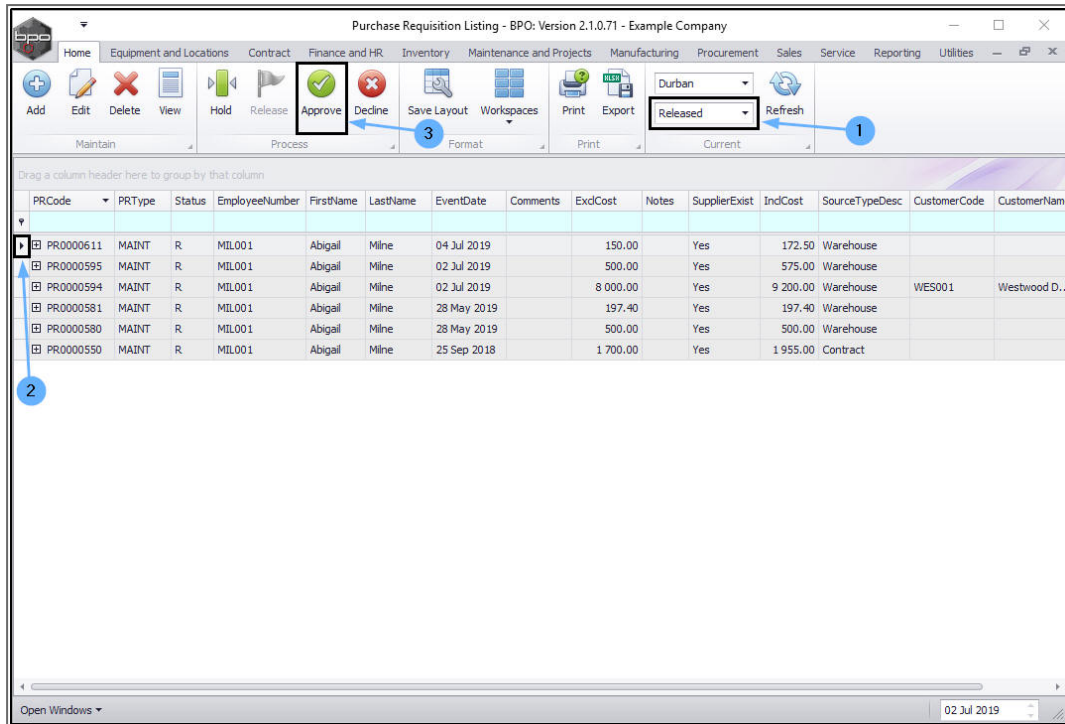 Purchase Requisition Listing - BPO: Version 2.1.0.71 - Example Company
bpo
Home Equipment and Locations Contract Finance and HR Inventory Maintenance and Projects Manufacturing Procurement Sales Service Reporting Utilities
Durban
Add Edit Delete View Hold Release Approve Decline Save Layout Workspaces Print Export Released Refresh
3 1
Maintain Process Format Print Current
Drag a column header here to group by that column
PRCode PRType Status EmployeeNumber FirstName LastName EventDate Comments ExclCost Notes SupplierExist InclCost SourceTypeDesc CustomerCode CustomerNam
PR0000611 MAINT R MIL001 Abigail Milne 04 Jul 2019 150.00 Yes 172.50 Warehouse
PR0000595 MAINT R MIL001 Abigail Milne 02 Jul 2019 500.00 Yes 575.00 Warehouse
PR0000594 MAINT R MIL001 Abigail Milne 02 Jul 2019 8 000.00 Yes 9 200.00 Warehouse WES001 Westwood D...
PR0000581 MAINT R MIL001 Abigail Milne 28 May 2019 197.40 Yes 197.40 Warehouse
PR0000580 MAINT R MIL001 Abigail Milne 28 May 2019 500.00 Yes 500.00 Warehouse
PR0000550 MAINT R MIL001 Abigail Milne 25 Sep 2018 1 700.00 Yes 1 955.00 Contract
2
Open Windows 02 Jul 2019